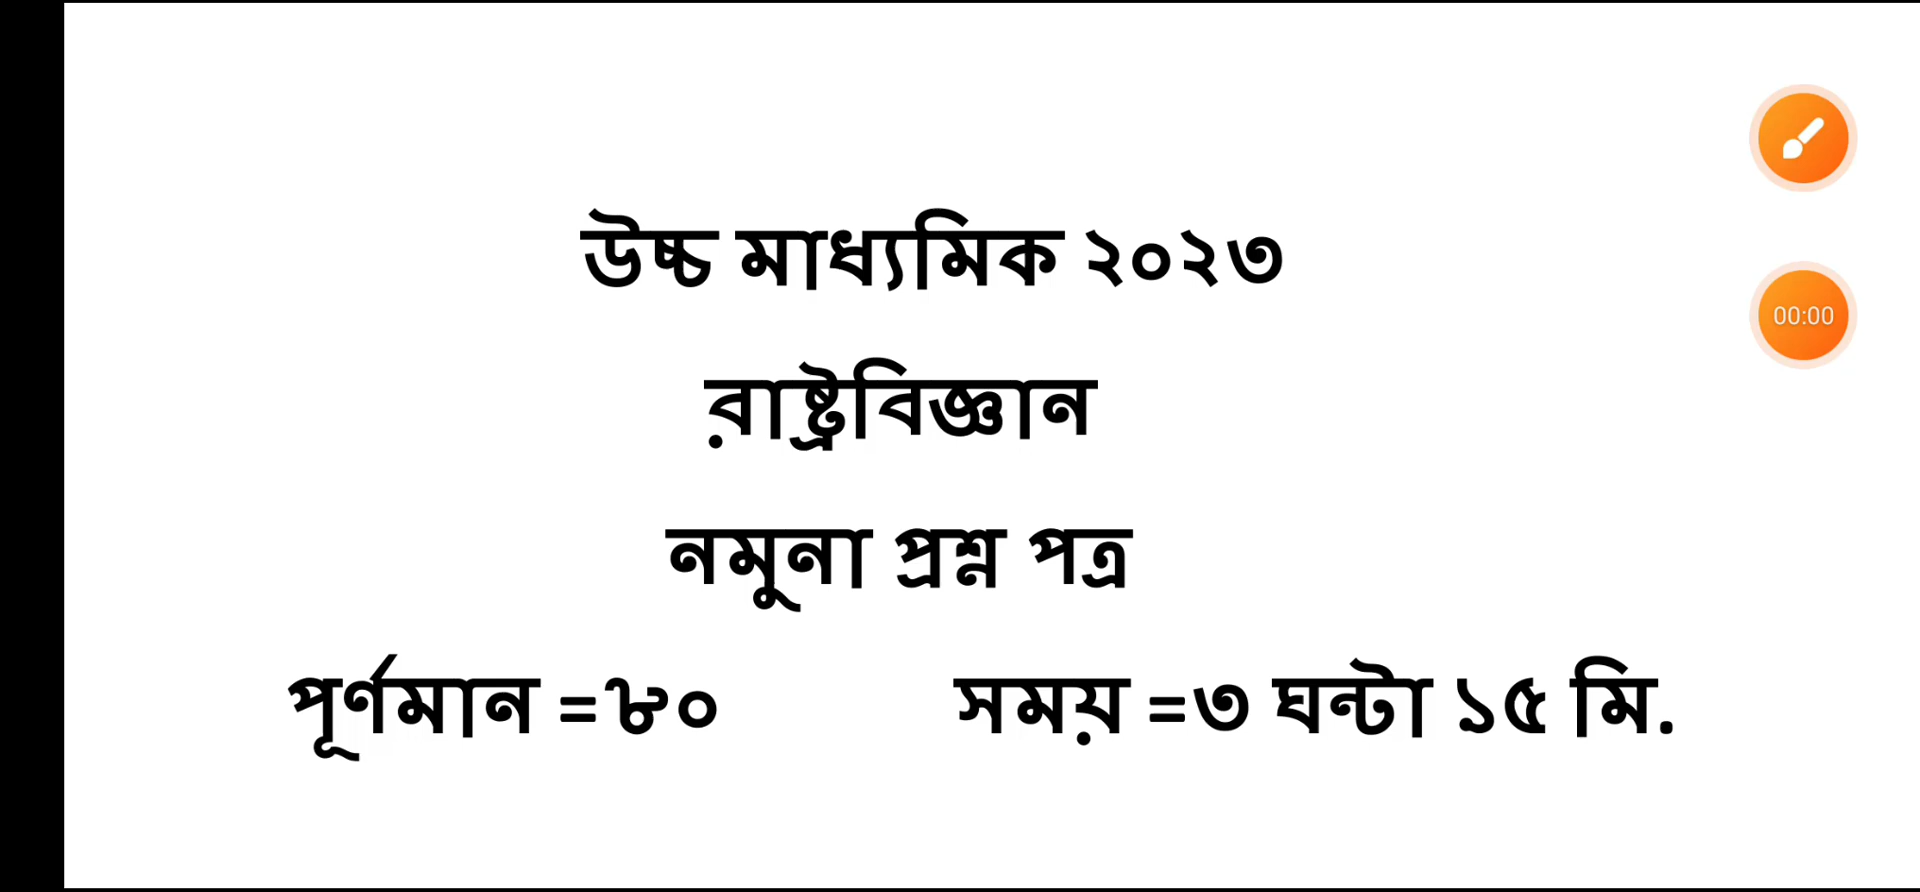 উচ্চ মাধ্যমিক ২০২৩
00:00
রাষ্ট্রবিজ্ঞান
নমুনা প্রশ্ন পত্র
পূর্ণমান =৮০ সময় =৩ ঘন্টা ১৫ মি.